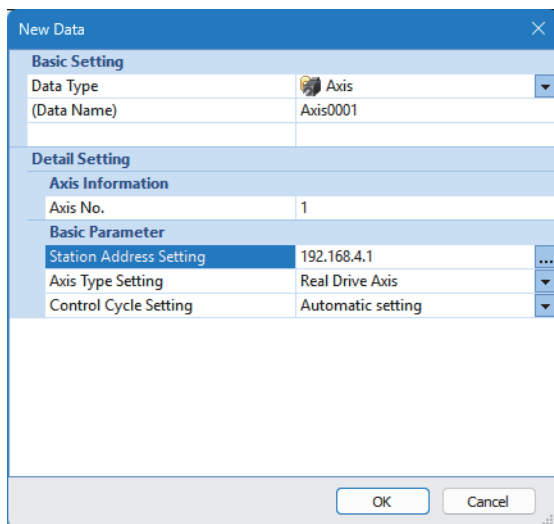 New Data
Basic Setting
Data Type Axis
(Data Name) Axis0001
Detail Setting
Axis Information
Axis No. 1
Basic Parameter
Station Address Setting 192.168.4.1 ...
Axis Type Setting Real Drive Axis
Control Cycle Setting Automatic setting
OK Cancel